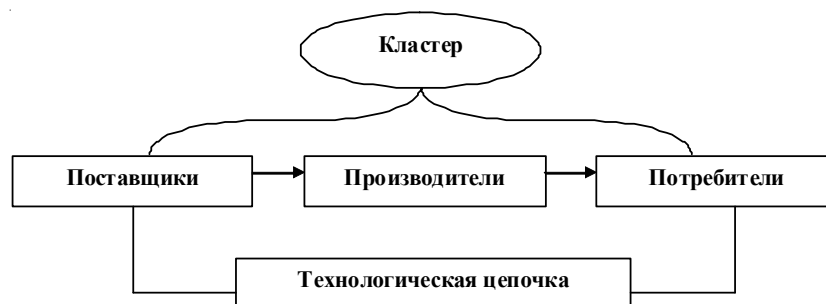 Кластер
Поставщики
Производители
Потребители
Технологическая цепочка